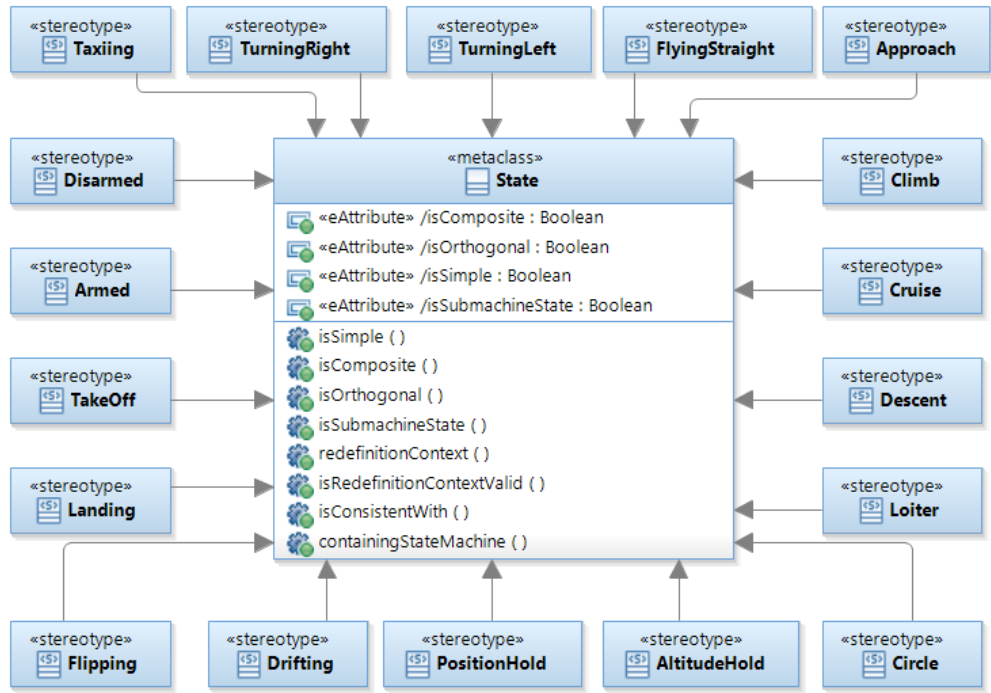 «stereotype»
Taxiing
«stereotype»
TurningRight
«stereotype»
TurningLeft
«stereotype»
FlyingStraight
«stereotype»
Approach
«stereotype»
Disarmed
«stereotype»
Armed
«stereotype»
TakeOff
«stereotype»
Landing
«metaclass»
State
«eAttribute» /isComposite : Boolean
«eAttribute» /isOrthogonal : Boolean
«eAttribute» /isSimple : Boolean
«eAttribute» /isSubmachineState : Boolean
isSimple ( )
isComposite ( )
isOrthogonal ( )
isSubmachineState ( )
redefinitionContext ( )
isRedefinitionContextValid ( )
isConsistentWith ( )
containingStateMachine ( )
«stereotype»
Climb
«stereotype»
Cruise
«stereotype»
Descent
«stereotype»
Loiter
«stereotype»
Flipping
«stereotype»
Drifting
«stereotype»
PositionHold
«stereotype»
AltitudeHold
«stereotype»
Circle